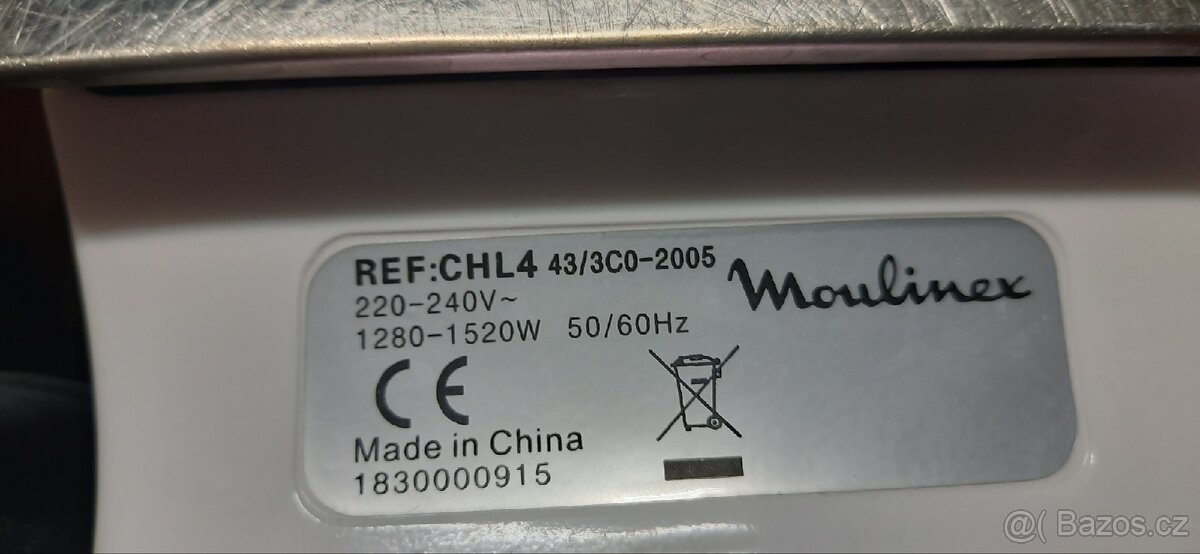 REF:CHL4 43/3C0-2005
Moulinex
220-240V~
1280-1520W 50/60Hz
CE
Made in China
1830000915
@( Bazos.cz